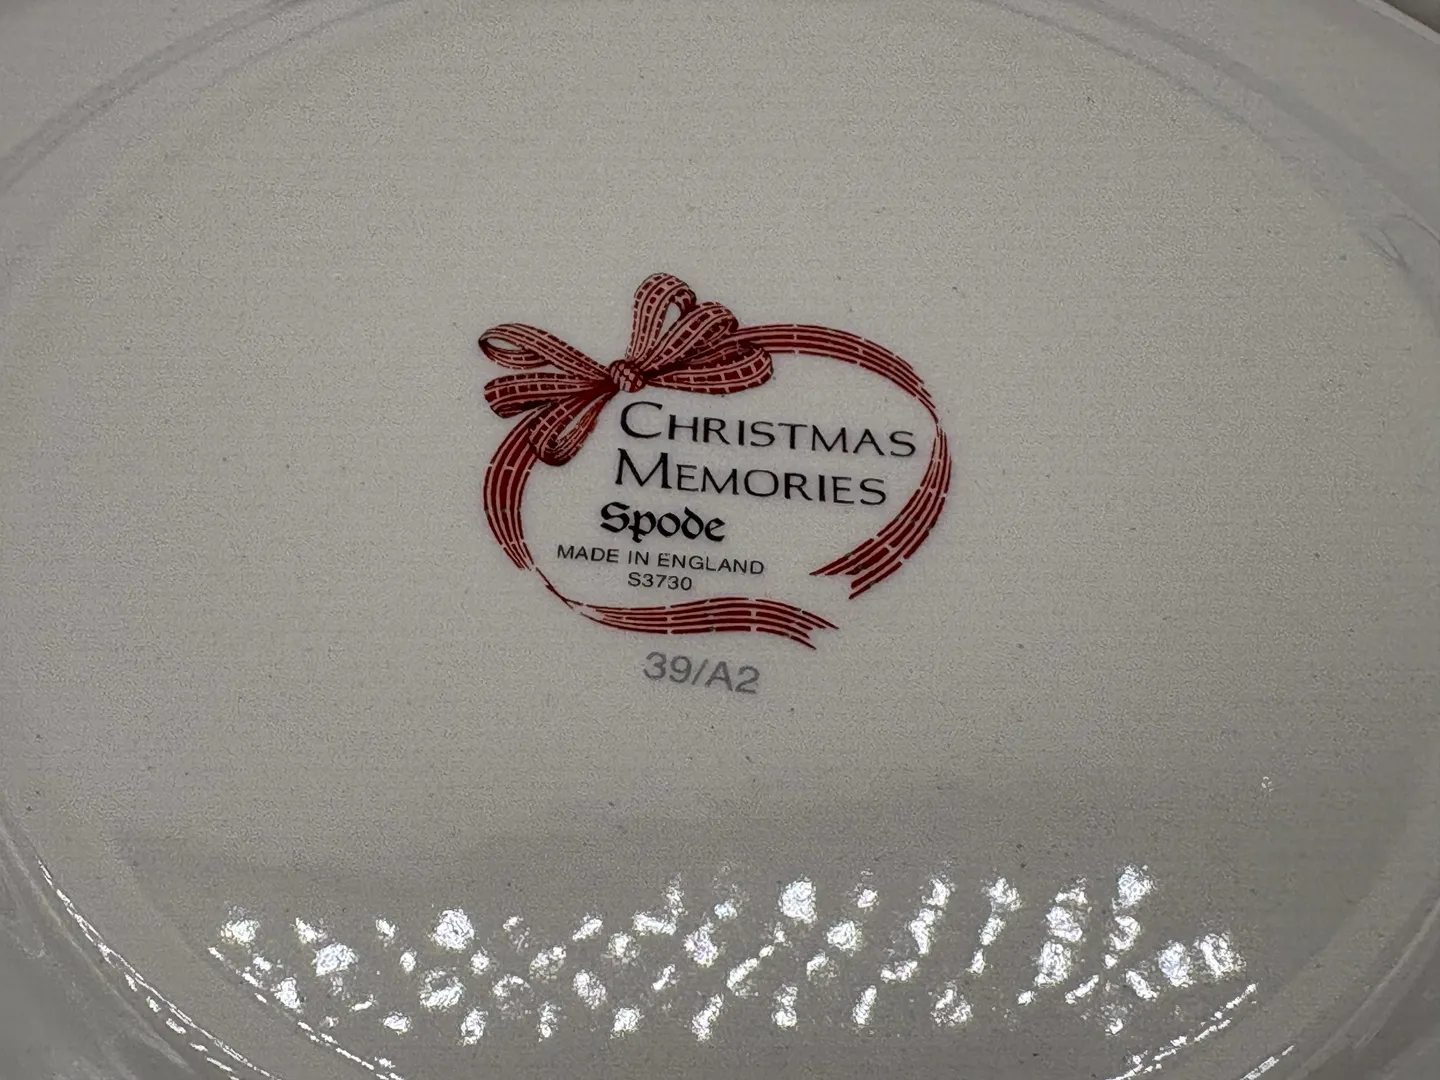 CHRISTMAS
MEMORIES
Spode
MADE IN ENGLAND
S3730
39/A2